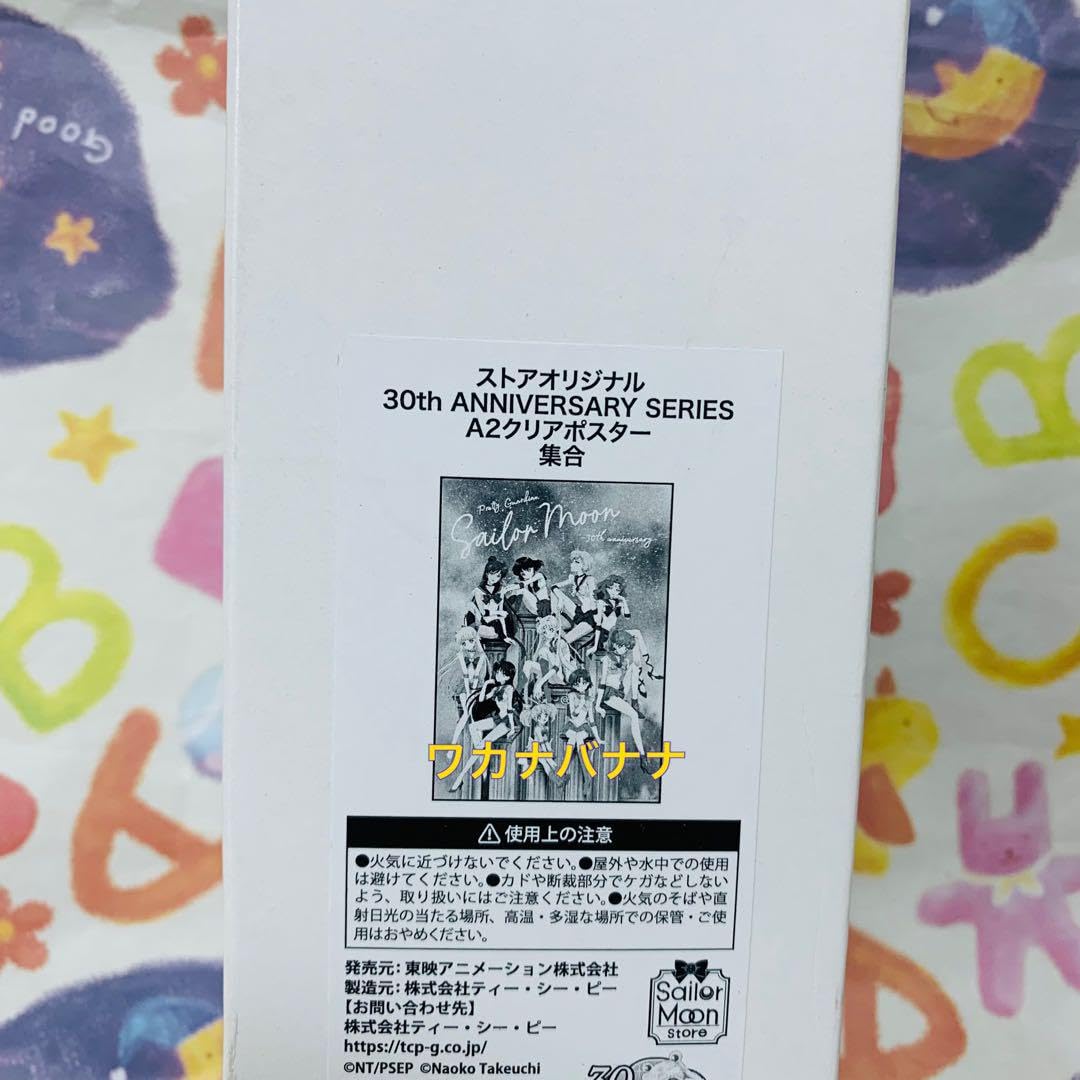 Good
ストアオリジナル
30th ANNIVERSARY SERIES
A2クリアポスター
集合
Pretty Guardian
Sailor Moon
30th anniversary
ワカナバナナ
⚠使用上の注意
●火気に近づけないでください。●屋外や水中での使用
は避けてください。●カドや断裁部分でケガなどしない
よう、取り扱いにはご注意ください。●火気のそばや直
射日光の当たる場所、高温・多湿な場所での保管・ご使
用はおやめください。
発売元：東映アニメーション株式会社
製造元：株式会社ティー・シー・ピー
【お問い合わせ先】
株式会社ティー・シー・ピー
https://tcp-g.co.jp/
©NT/PSEP ©Naoko Takeuchi
Sailor
Moon
Store
30
B
A
B
C